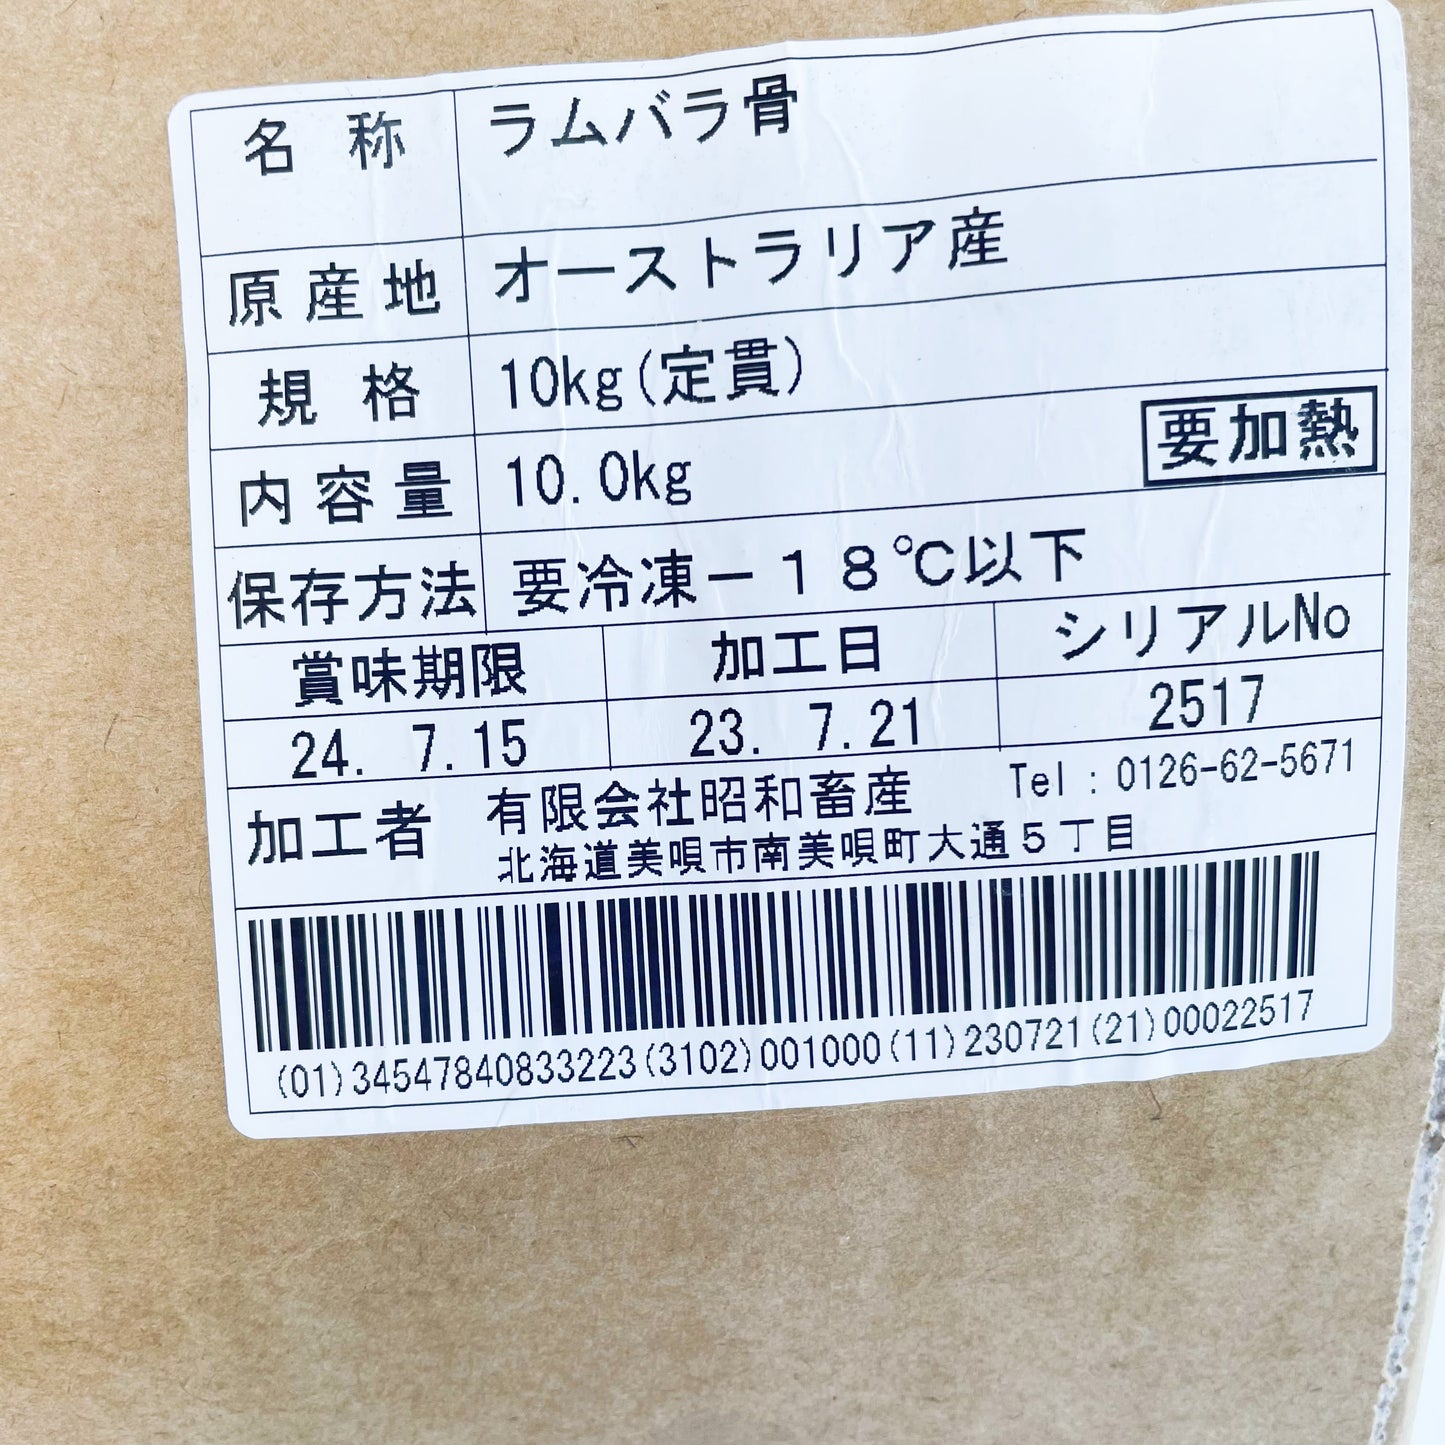 名称 ラムバラ骨
原産地 オーストラリア産
規格 10kg(定貫)
内容量 10.0kg 要加熱
保存方法 要冷凍－１８℃以下
賞味期限 加工日 シリアルNo
24. 7.15 23. 7.21 2517
加工者 有限会社昭和畜産 Tel：0126-62-5671
北海道美唄市南美唄町大通５丁目
(01)34547840833223(3102)001000(11)230721(21)00022517